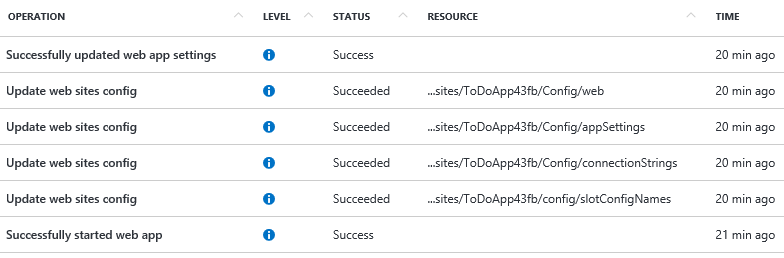 OPERATION LEVEL STATUS RESOURCE TIME
Successfully updated web app settings Success 20 min ago
Update web sites config Succeeded ...sites/ToDoApp43fb/Config/web 20 min ago
Update web sites config Succeeded ...sites/ToDoApp43fb/Config/appSettings 20 min ago
Update web sites config Succeeded ...sites/ToDoApp43fb/Config/connectionStrings 20 min ago
Update web sites config Succeeded ...sites/ToDoApp43fb/config/slotConfigNames 20 min ago
Successfully started web app Success 21 min ago